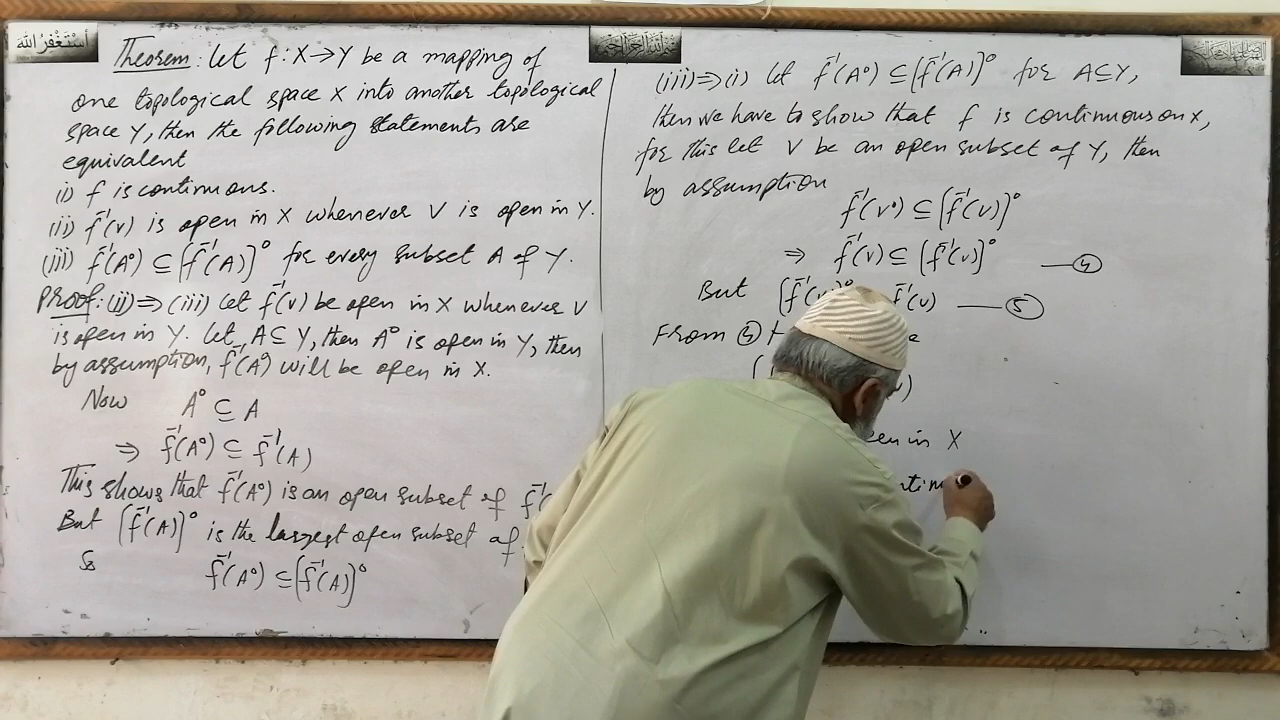 أستغفر الله
Theorem: let f: X→Y be a mapping of
one topological space X into another topological
space Y, then the following statements are
equivalent
i) f is continuous.
(ii) f⁻¹(V) is open in X whenever V is open in Y.
(iii) f⁻¹(A°) ⊆ [f⁻¹(A)]° for every subset A of Y.
Proof: (ii)⇒(iii) Let f⁻¹(V) be open in X whenever V
is open in Y. Let A⊆Y, then A° is open in Y, then
by assumption, f⁻¹(A°) will be open in X.
Now A° ⊆ A
⇒ f⁻¹(A°) ⊆ f⁻¹(A)
This shows that f⁻¹(A°) is an open subset of f⁻¹(
But [f⁻¹(A)]° is the largest open subset of
So f⁻¹(A°) ⊆ [f⁻¹(A)]°
(iii)⇒(i) let f⁻¹(A°) ⊆ [f⁻¹(A)]° for A⊆Y,
then we have to show that f is continuous on X,
for this let V be an open subset of Y, then
by assumption
f⁻¹(V°) ⊆ [f⁻¹(V)]°
⇒ f⁻¹(V) ⊆ [f⁻¹(V)]° — ④
But [f⁻¹(V)]° f⁻¹(V) — ⑤
From ④
in X